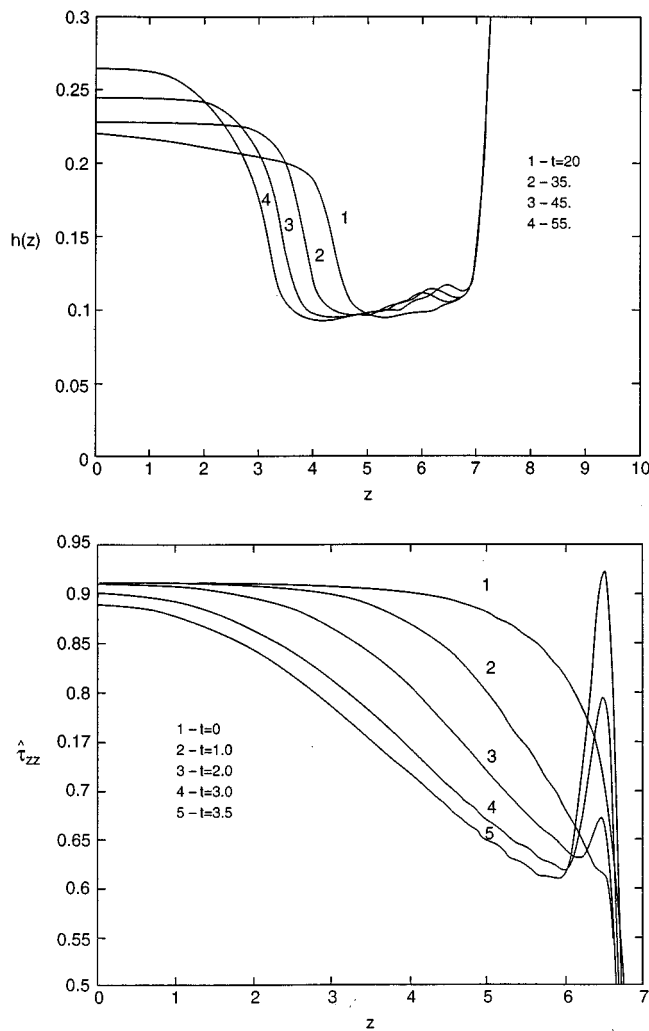 0.3
0.25
0.2
0.15
0.1
0.05
0
h(z)
1 – t=20
2 – 35.
3 – 45.
4 – 55.
4
3
2
1
0 1 2 3 4 5 6 7 8 9 10
z
0.95
0.9
0.85
0.8
0.17
0.7
0.65
0.6
0.55
0.5
τ̂zz
1 – t=0
2 – t=1.0
3 – t=2.0
4 – t=3.0
5 – t=3.5
1
2
3
4
5
0 1 2 3 4 5 6 7
z